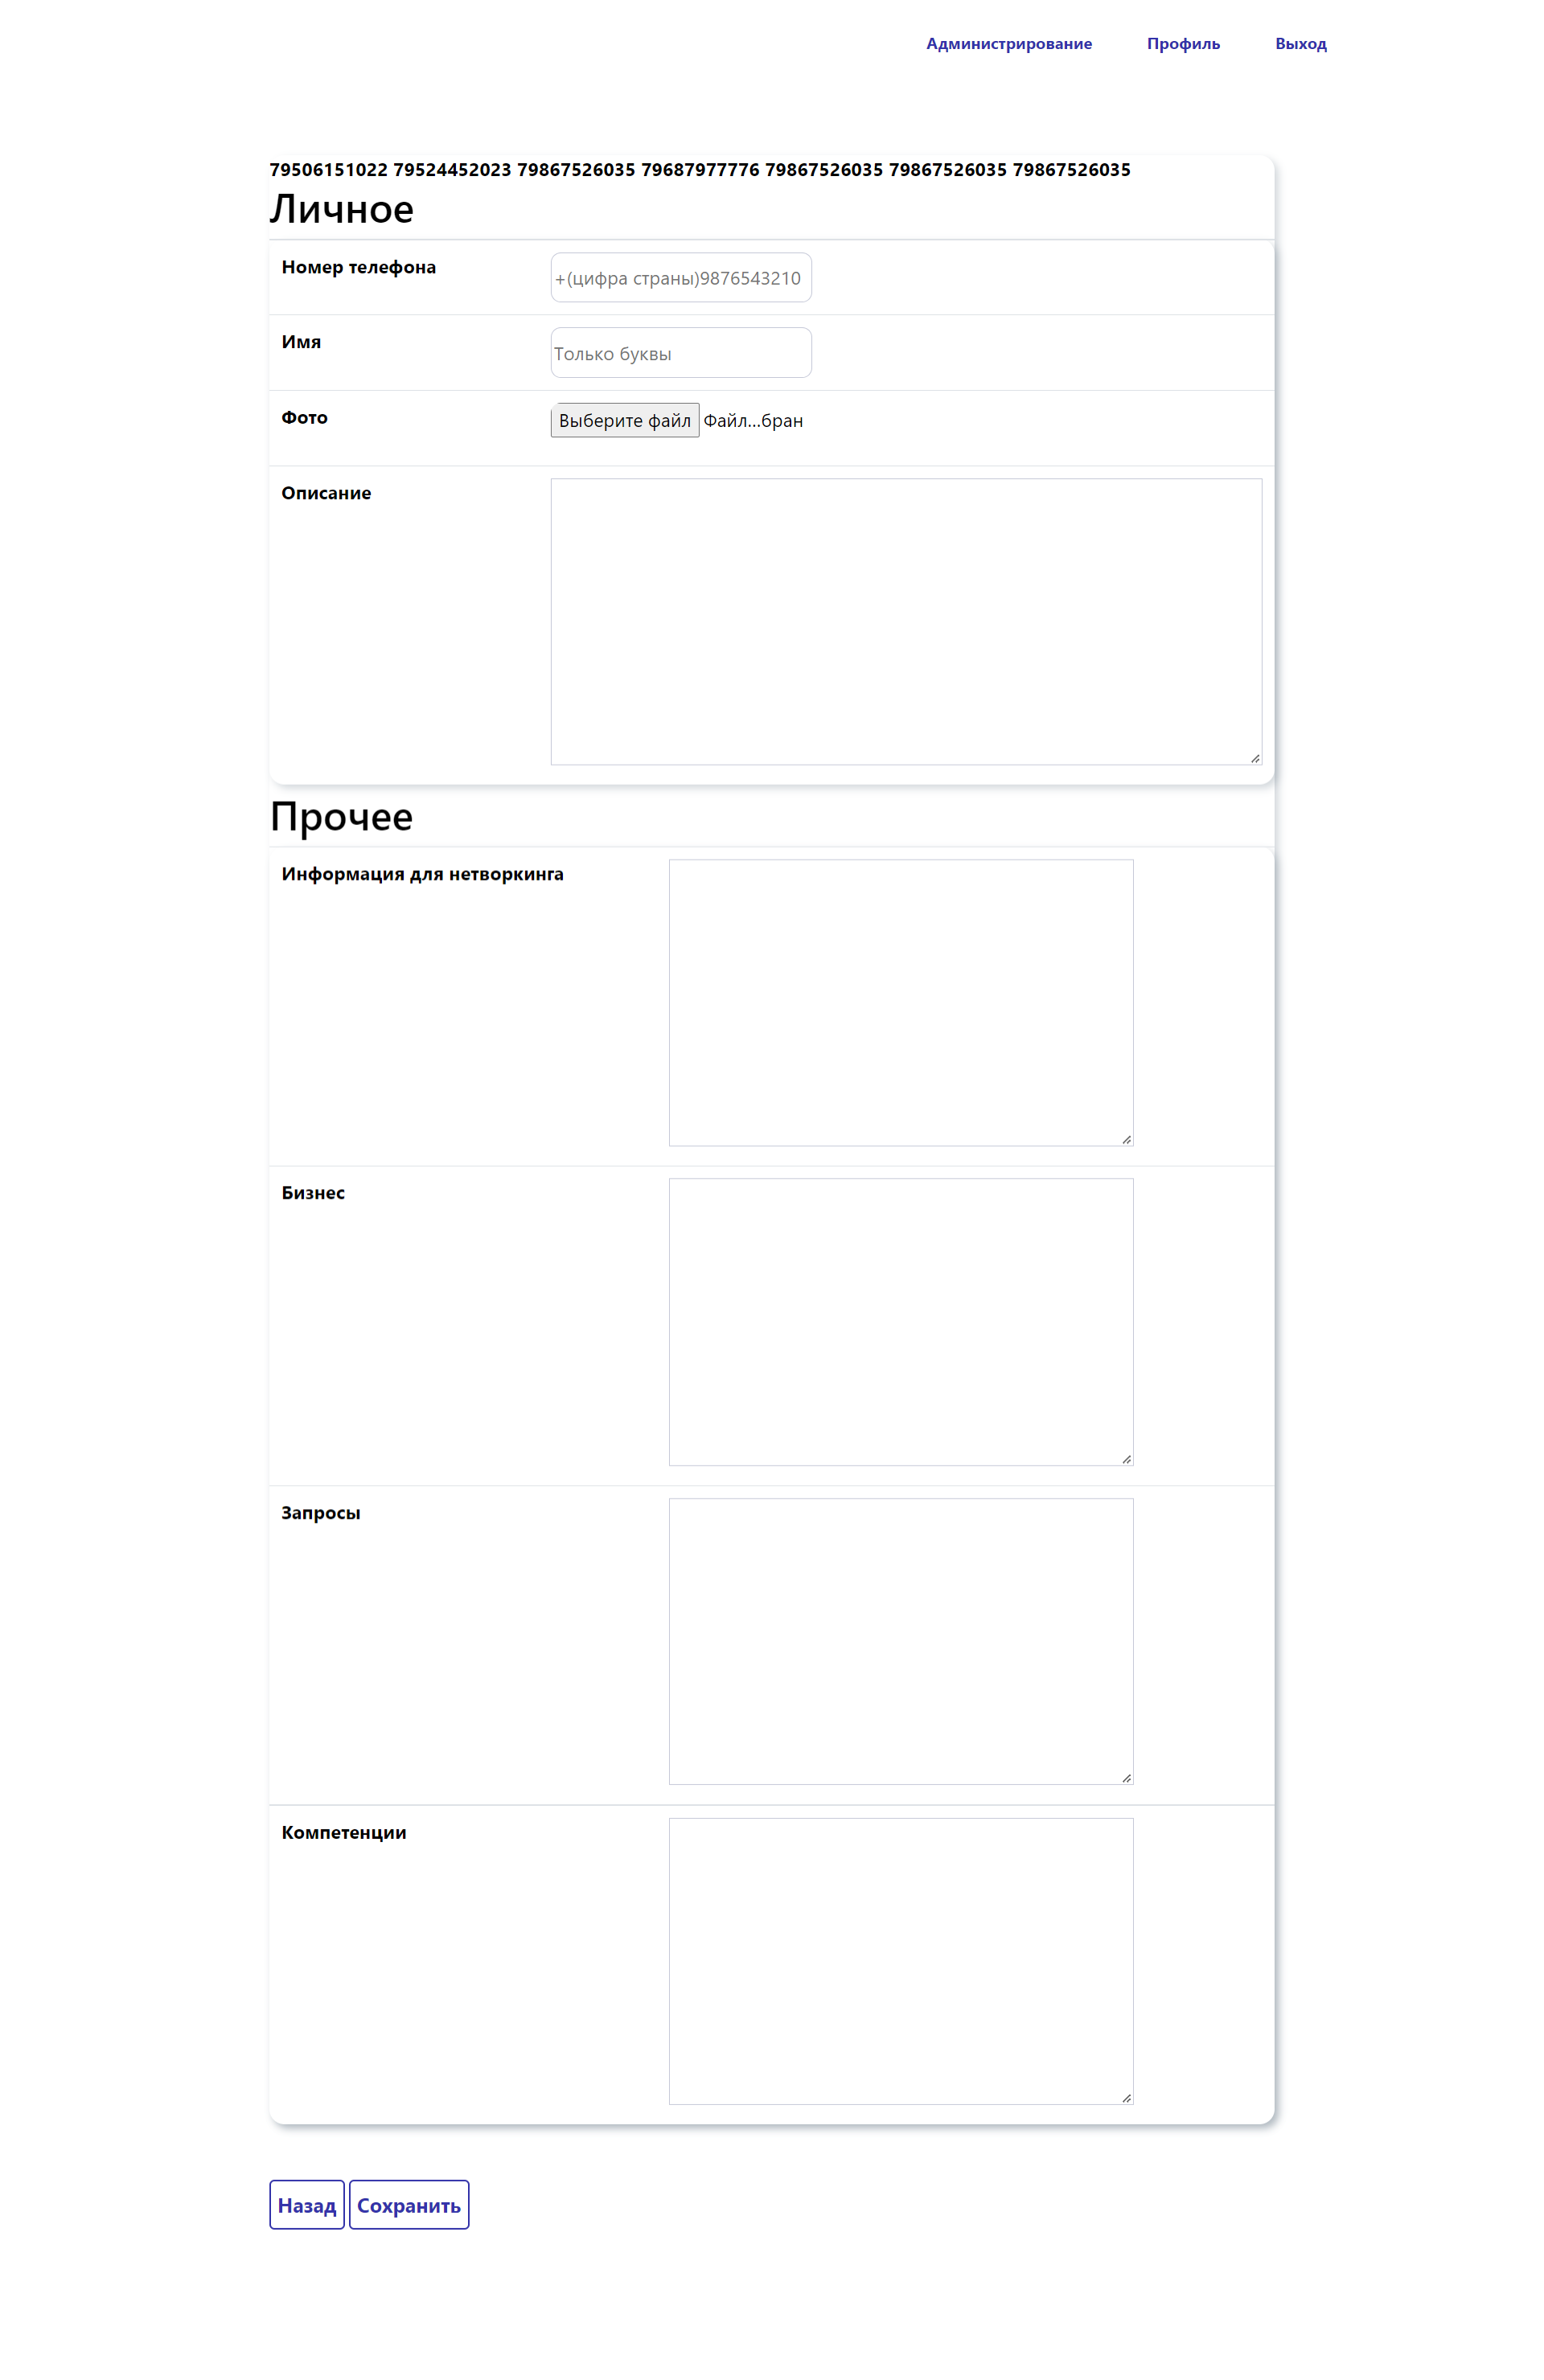 Администрирование Профиль Выход
79506151022 79524452023 79867526035 79687977776 79867526035 79867526035 79867526035
Личное
Номер телефона +(цифра страны)9876543210
Имя Только буквы
Фото Выберите файл Файл...бран
Описание
Прочее
Информация для нетворкинга
Бизнес
Запросы
Компетенции
Назад Сохранить